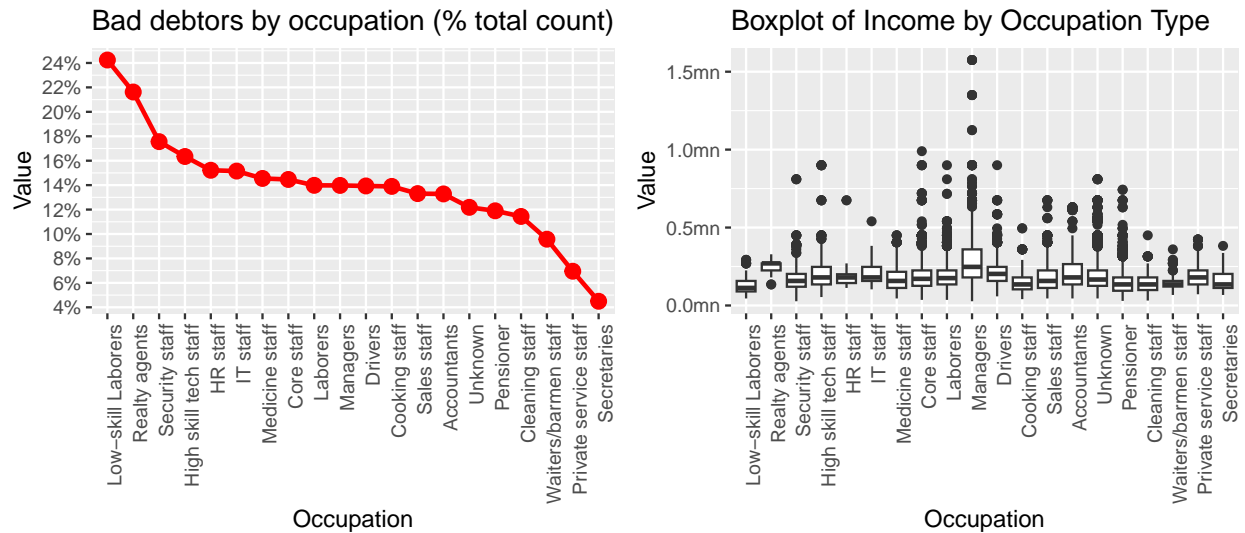 Bad debtors by occupation (% total count)
Value
24%
22%
20%
18%
16%
14%
12%
10%
8%
6%
4%
Low−skill Laborers
Realty agents
Security staff
High skill tech staff
HR staff
IT staff
Medicine staff
Core staff
Laborers
Managers
Drivers
Cooking staff
Sales staff
Accountants
Unknown
Pensioner
Cleaning staff
Waiters/barmen staff
Private service staff
Secretaries
Occupation
Boxplot of Income by Occupation Type
Value
1.5mn
1.0mn
0.5mn
0.0mn
Low−skill Laborers
Realty agents
Security staff
High skill tech staff
HR staff
IT staff
Medicine staff
Core staff
Laborers
Managers
Drivers
Cooking staff
Sales staff
Accountants
Unknown
Pensioner
Cleaning staff
Waiters/barmen staff
Private service staff
Secretaries
Occupation